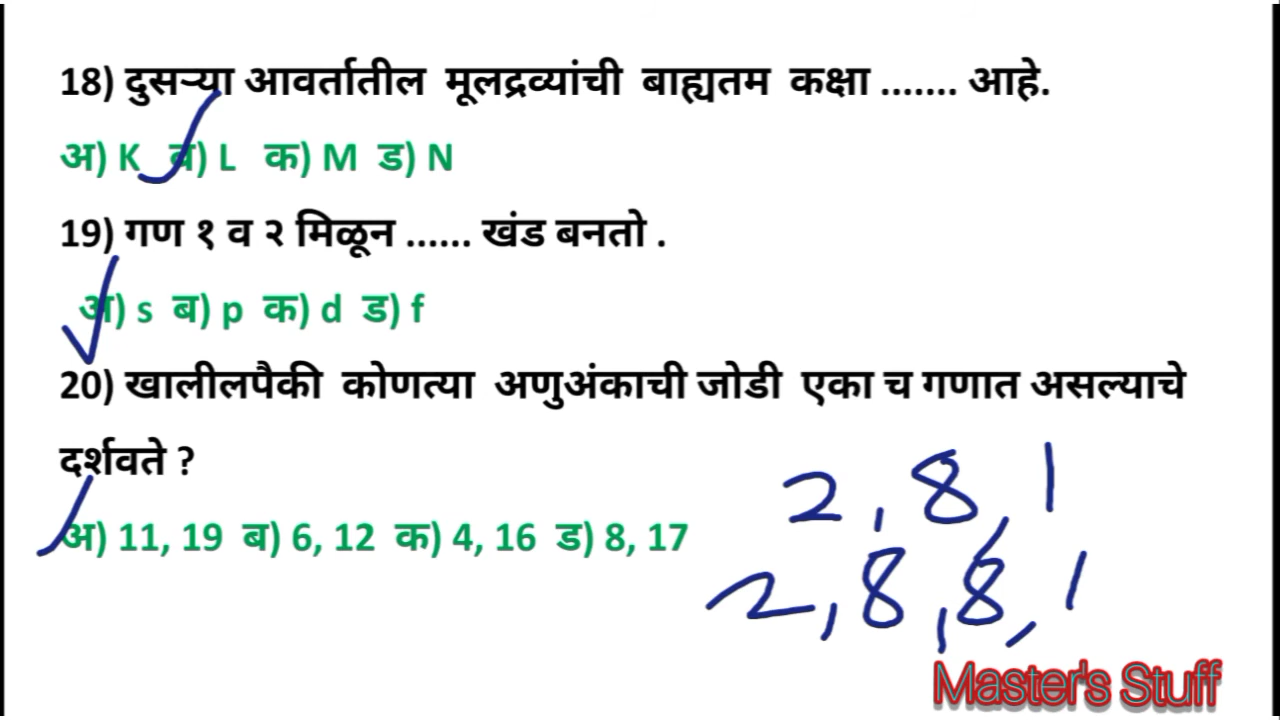 18) दुसऱ्या आवर्तातील मूलद्रव्यांची बाह्यतम कक्षा ....... आहे.
अ) K ब) L क) M ड) N
19) गण १ व २ मिळून ...... खंड बनतो .
अ) s ब) p क) d ड) f
20) खालीलपैकी कोणत्या अणुअंकाची जोडी एका च गणात असल्याचे
दर्शवते ?
2, 8, 1
अ) 11, 19 ब) 6, 12 क) 4, 16 ड) 8, 17
2, 8, 8, 1
Master's Stuff